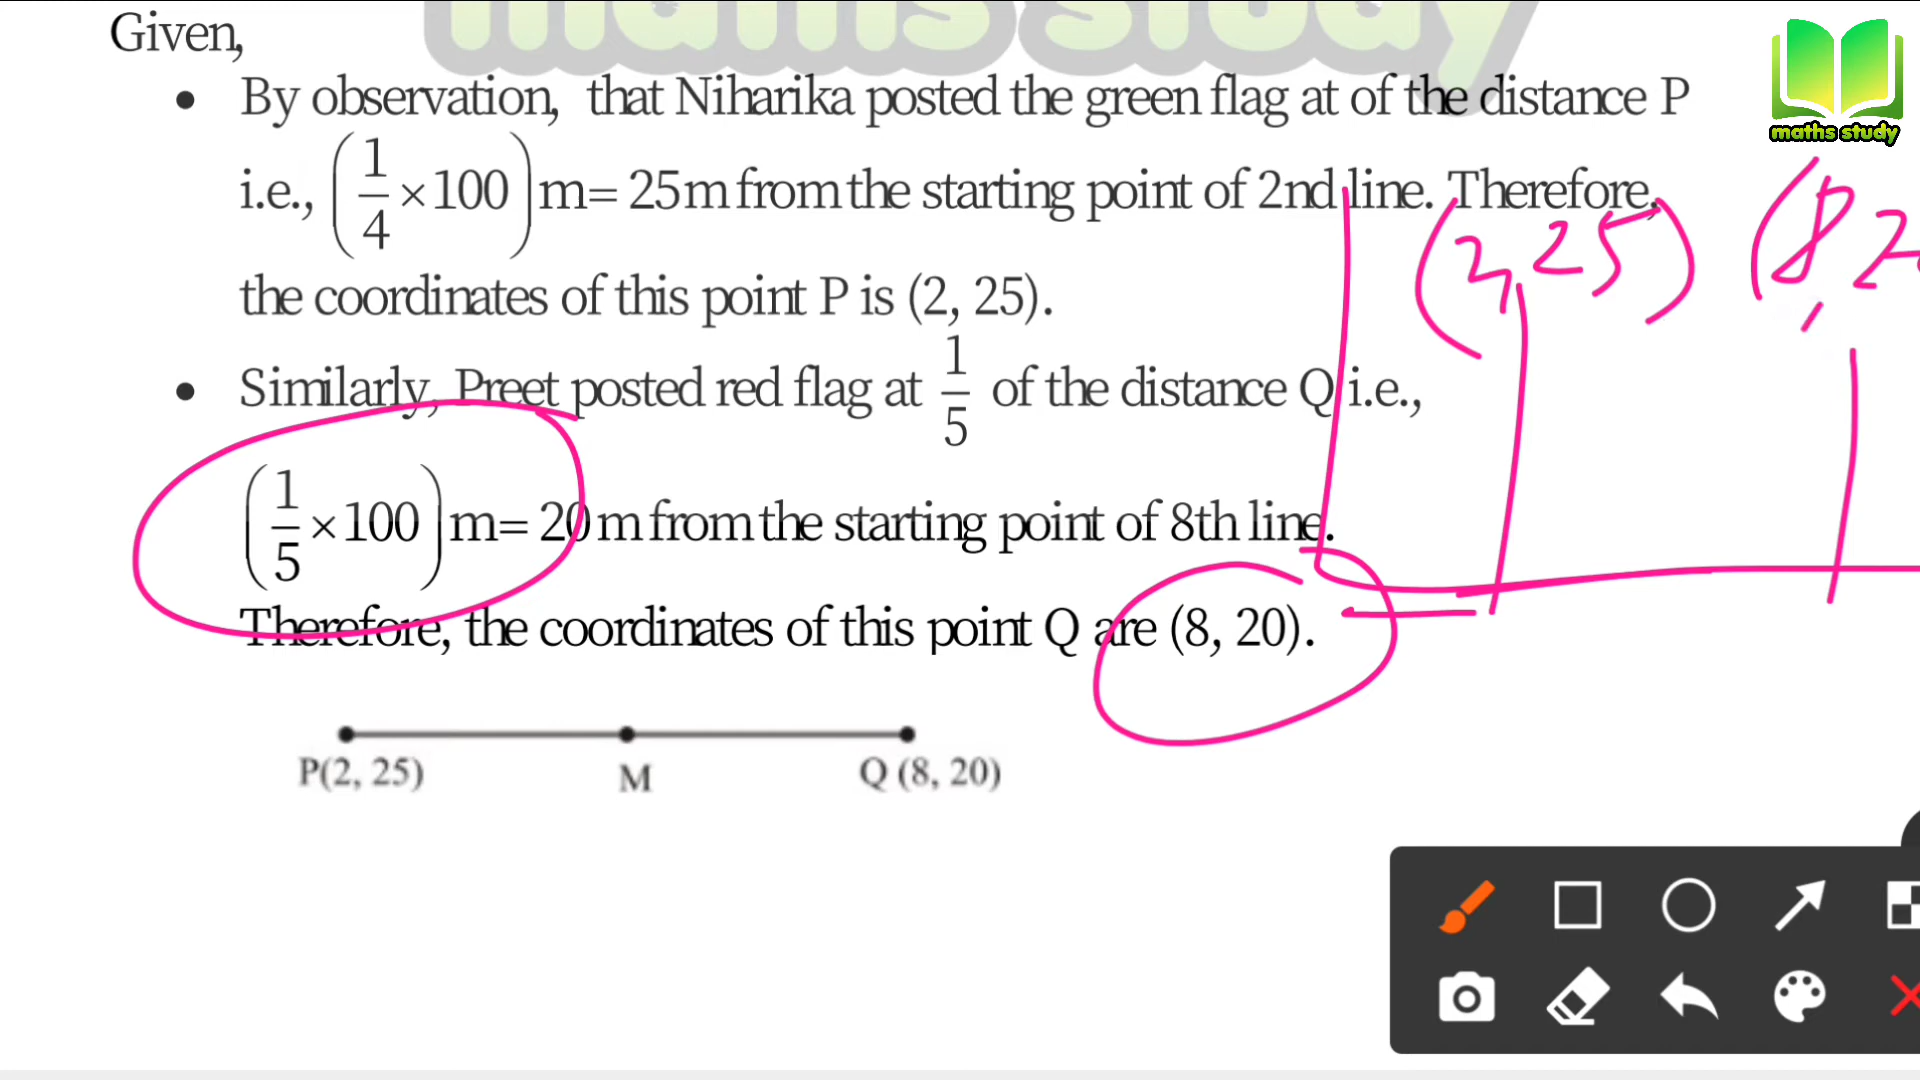 maths study
Given,
maths study
• By observation, that Niharika posted the green flag at of the distance P
i.e., (1/4 ×100) m= 25m from the starting point of 2nd line. Therefore,
(2, 25)
the coordinates of this point P is (2, 25).
• Similarly, Preet posted red flag at 1/5 of the distance Q i.e.,
(1/5 ×100) m= 20 m from the starting point of 8th line.
Therefore, the coordinates of this point Q are (8, 20).
P(2, 25) M Q (8, 20)